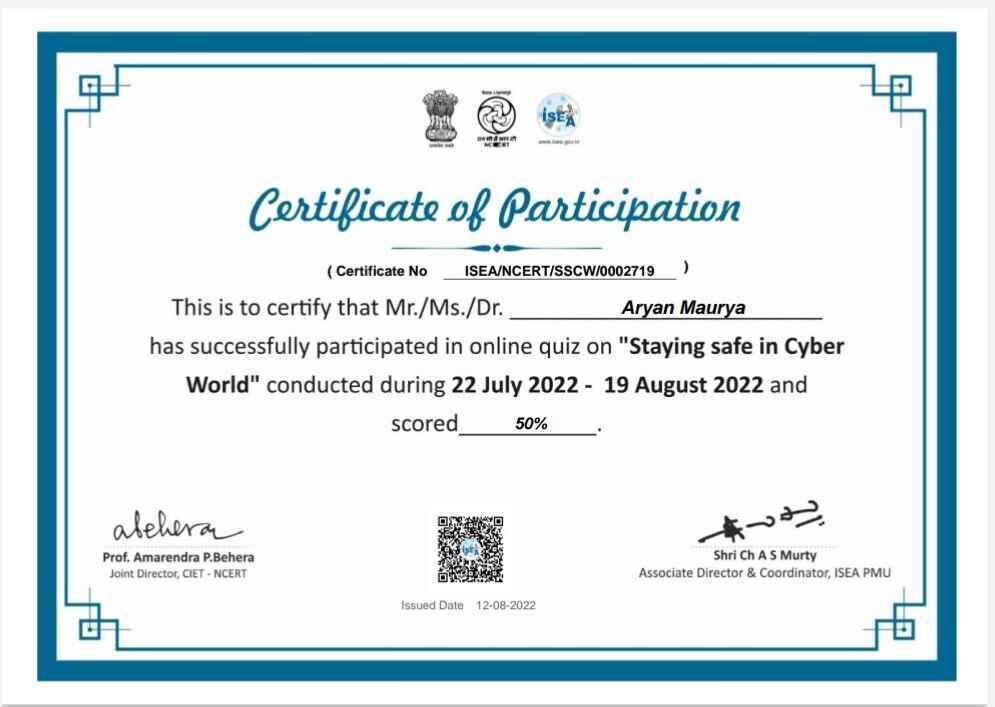 NCERT
ISEA
www.isea.gov.in
Certificate of Participation
( Certificate No ISEA/NCERT/SSCW/0002719 )
This is to certify that Mr./Ms./Dr. Aryan Maurya
has successfully participated in online quiz on "Staying safe in Cyber
World" conducted during 22 July 2022 - 19 August 2022 and
scored 50% .
abehera
Prof. Amarendra P.Behera
Joint Director, CIET - NCERT
ISEA
Shri Ch A S Murty
Associate Director & Coordinator, ISEA PMU
Issued Date 12-08-2022